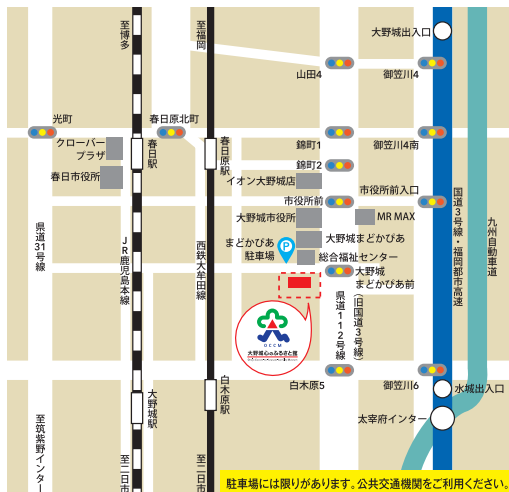 至博多
至福岡
大野城出入口
山田4
御笠川4
光町
春日原北町
クローバー
プラザ
春日駅
春日原駅
錦町1
御笠川4南
錦町2
春日市役所
イオン大野城店
市役所前
市役所前入口
大野城市役所
MR MAX
国道3号線・福岡都市高速
九州自動車道
県道31号線
JR鹿児島本線
西鉄大牟田線
まどかぴあ
駐車場
P
大野城まどかぴあ
総合福祉センター
大野城
まどかぴあ前
県道112号線
(旧国道3号線)
OCCM
大野城心のふるさと館
白木原5
御笠川6
大野城駅
白木原駅
水城出入口
太宰府インター
至筑紫野インター
至二日市
至二日市
駐車場には限りがあります。公共交通機関をご利用ください。